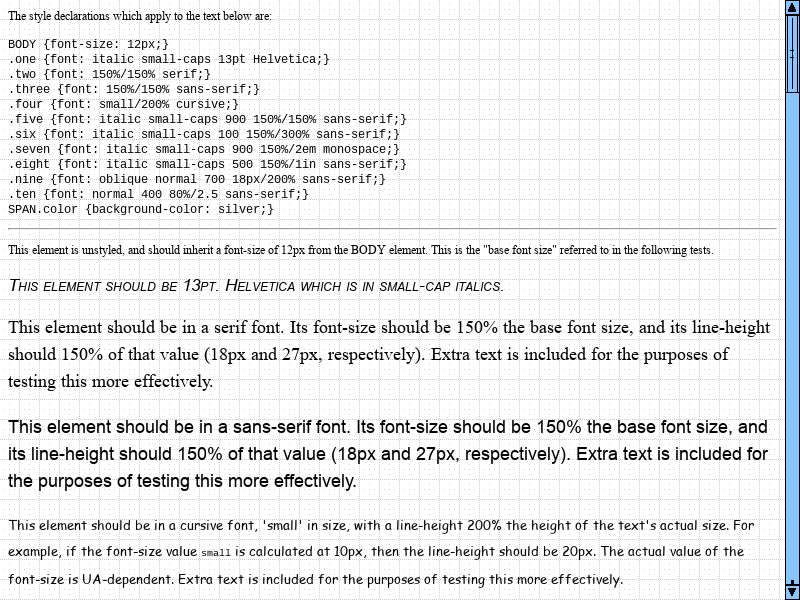 The style declarations which apply to the text below are:
BODY {font-size: 12px;}
.one {font: italic small-caps 13pt Helvetica;}
.two {font: 150%/150% serif;}
.three {font: 150%/150% sans-serif;}
.four {font: small/200% cursive;}
.five {font: italic small-caps 900 150%/150% sans-serif;}
.six {font: italic small-caps 100 150%/300% sans-serif;}
.seven {font: italic small-caps 900 150%/2em monospace;}
.eight {font: italic small-caps 500 150%/1in sans-serif;}
.nine {font: oblique normal 700 18px/200% sans-serif;}
.ten {font: normal 400 80%/2.5 sans-serif;}
SPAN.color {background-color: silver;}
This element is unstyled, and should inherit a font-size of 12px from the BODY element. This is the "base font size" referred to in the following tests.
This element should be 13pt. Helvetica which is in small-cap italics.
This element should be in a serif font. Its font-size should be 150% the base font size, and its line-height
should 150% of that value (18px and 27px, respectively). Extra text is included for the purposes of
testing this more effectively.
This element should be in a sans-serif font. Its font-size should be 150% the base font size, and
its line-height should 150% of that value (18px and 27px, respectively). Extra text is included for
the purposes of testing this more effectively.
This element should be in a cursive font, 'small' in size, with a line-height 200% the height of the text's actual size. For
example, if the font-size value small is calculated at 10px, then the line-height should be 20px. The actual value of the
font-size is UA-dependent. Extra text is included for the purposes of testing this more effectively.